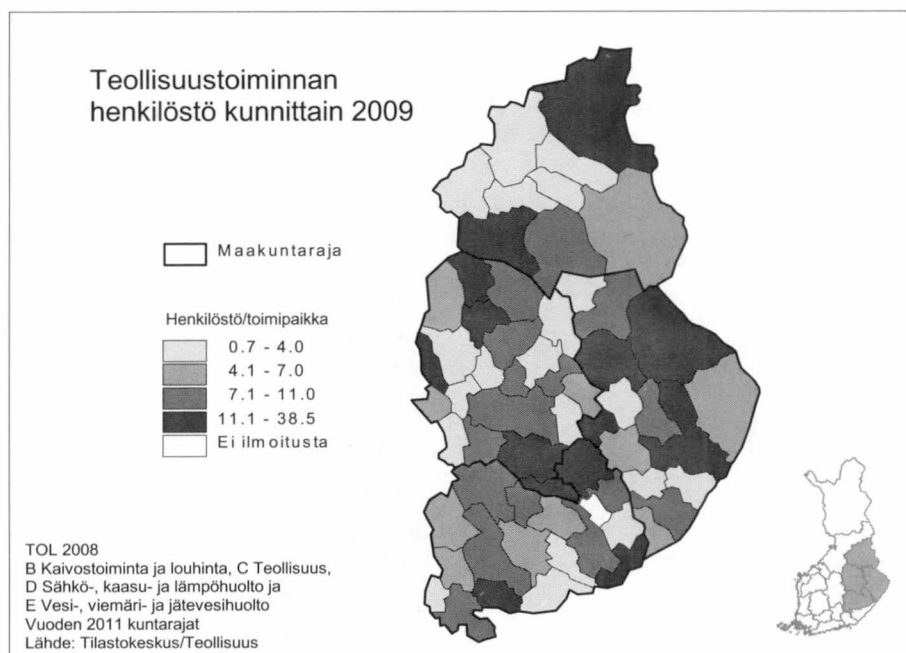 Teollisuustoiminnan
henkilöstö kunnittain 2009
Maakuntaraja
Henkilöstö/toimipaikka
0.7 - 4.0
4.1 - 7.0
7.1 - 11.0
11.1 - 38.5
Ei ilmoitusta
TOL 2008
B Kaivostoiminta ja louhinta, C Teollisuus,
D Sähkö-, kaasu- ja lämpöhuolto ja
E Vesi-, viemäri- ja jätevesihuolto
Vuoden 2011 kuntarajat
Lähde: Tilastokeskus/Teollisuus